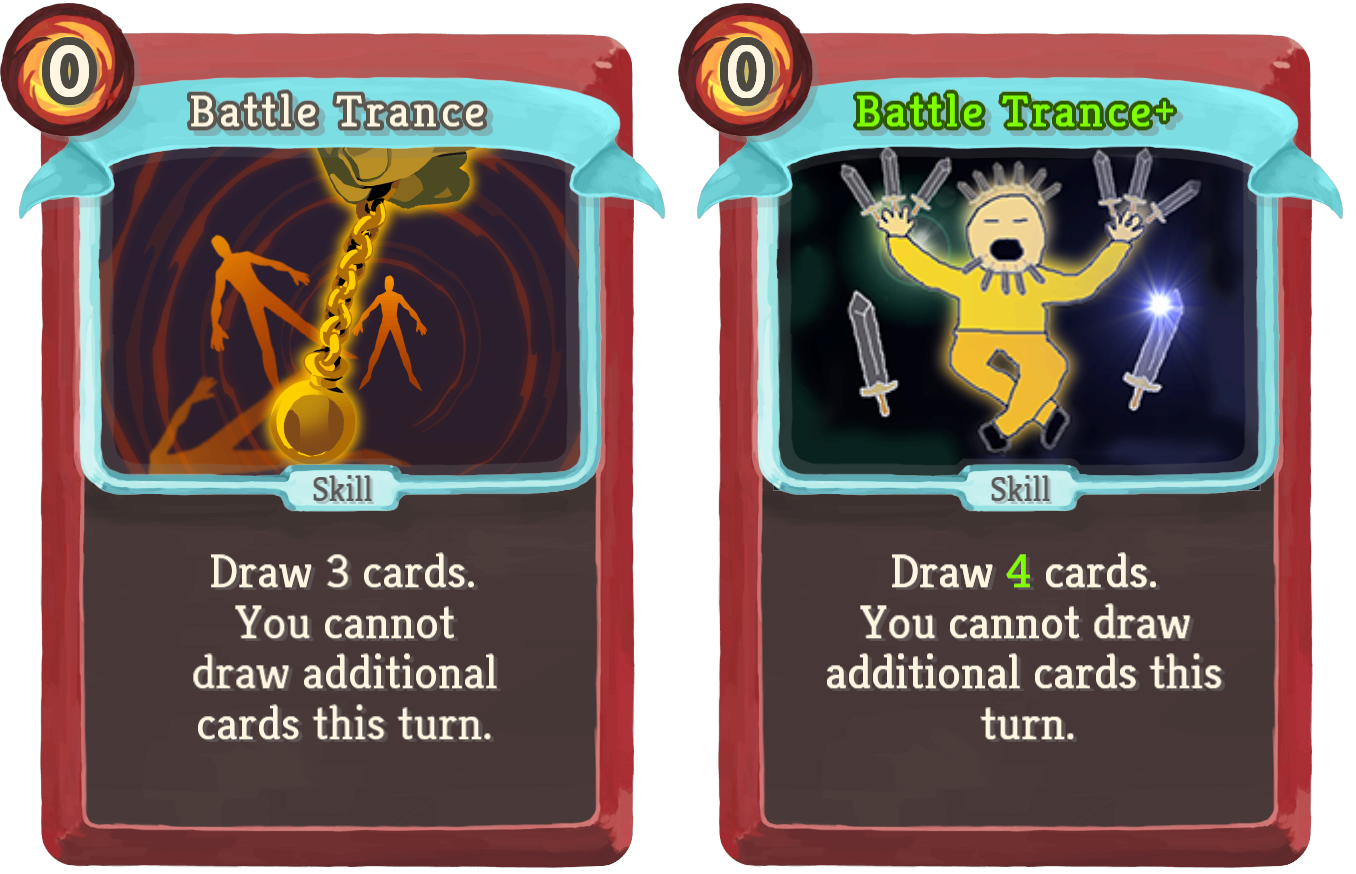 0
Battle Trance
Skill
Draw 3 cards.
You cannot
draw additional
cards this turn.
0
Battle Trance+
Skill
Draw 4 cards.
You cannot draw
additional cards this
turn.